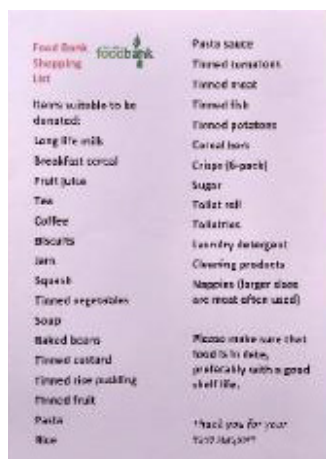 Food Bank
Shopping
List
foodbank
Items suitable to be
donated:
Long life milk
Breakfast cereal
Fruit juice
Tea
Coffee
Biscuits
Jam
Squash
Tinned vegetables
Soup
Baked beans
Tinned custard
Tinned rice pudding
Tinned fruit
Pasta
Rice
Pasta sauce
Tinned tomatoes
Tinned meat
Tinned fish
Tinned potatoes
Cereal bars
Crisps (6-pack)
Sugar
Toilet roll
Toiletries
Laundry detergent
Cleaning products
Nappies (larger sizes
are most often used)
Please make sure that
food is in date,
preferably with a good
shelf life.
Thank you for your